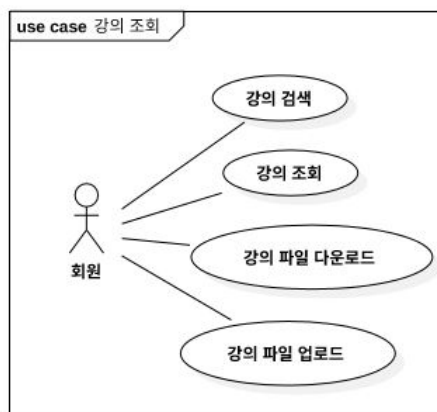 use case 강의 조회
강의 검색
강의 조회
회원
강의 파일 다운로드
강의 파일 업로드